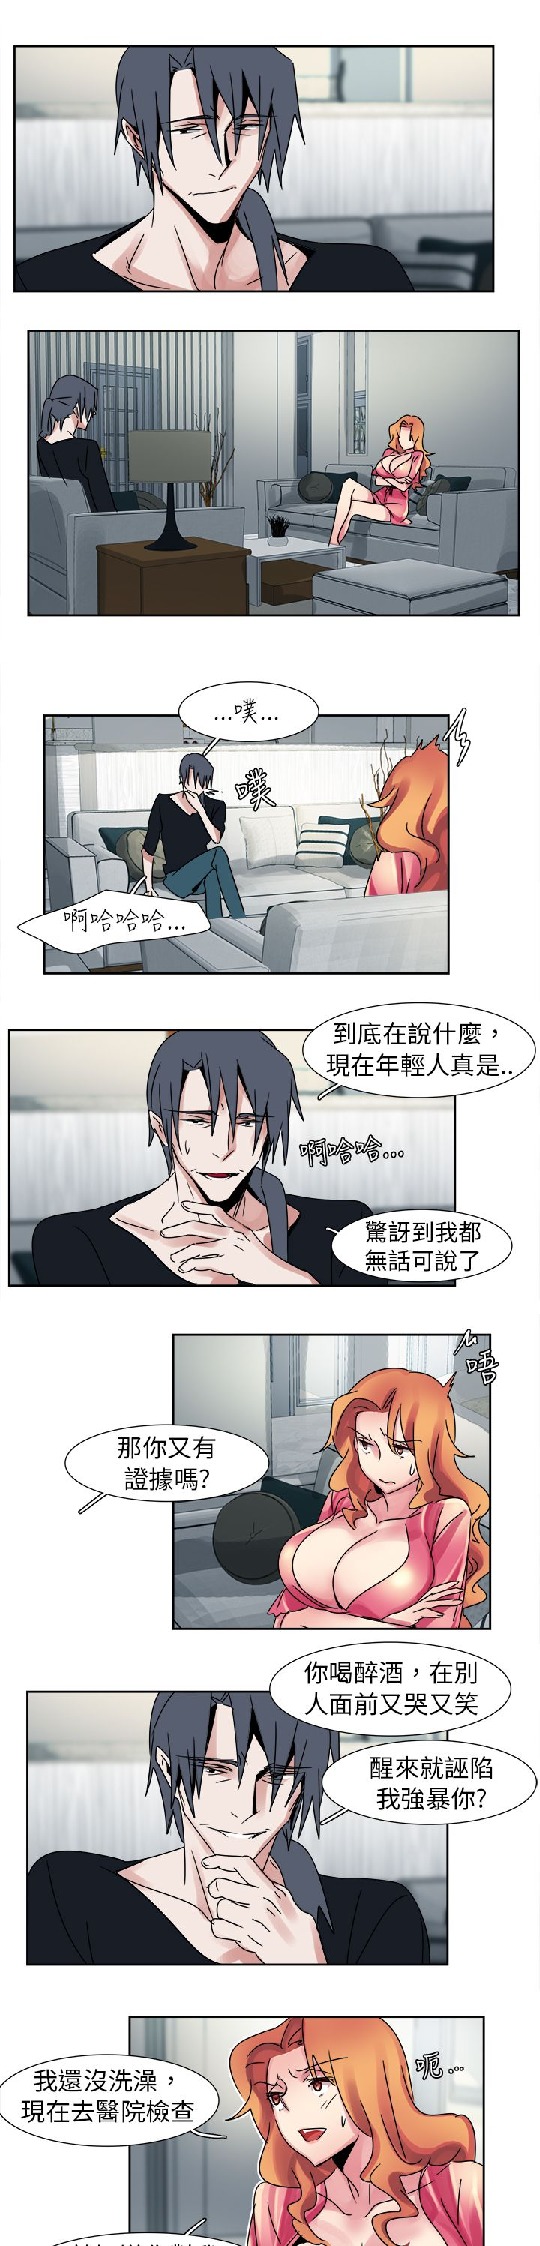 ...噗...
噗
啊哈哈哈...
到底在說什麼，
現在年輕人真是..
啊哈哈...
驚訝到我都
無話可說了
唔
那你又有
證據嗎?
你喝醉酒，在別
人面前又哭又笑
醒來就誣陷
我強暴你?
呃...
我還沒洗澡，
現在去醫院檢查